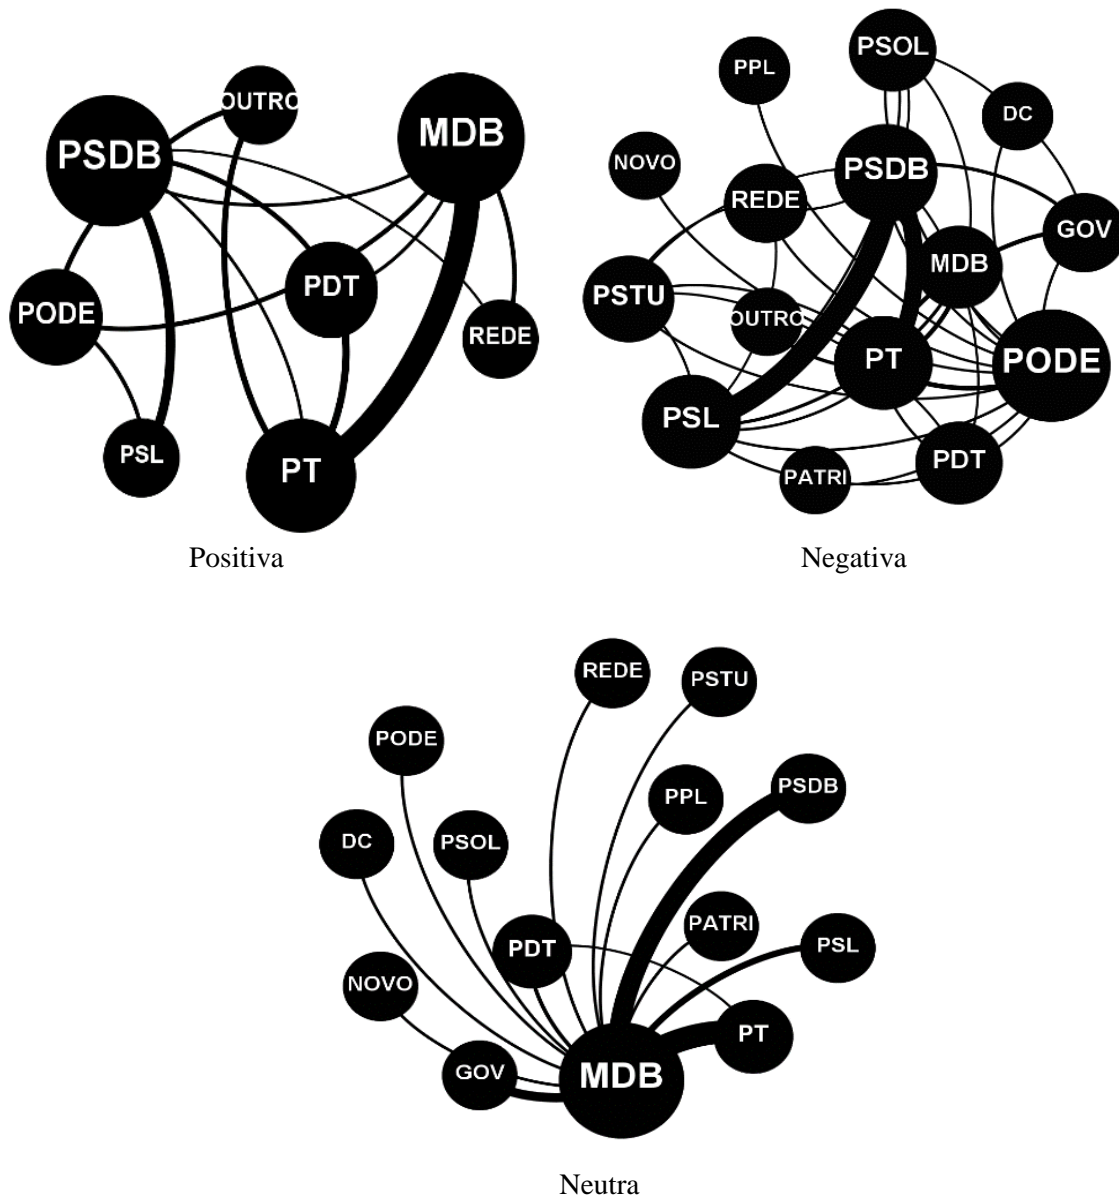 OUTRO
MDB
PSDB
PDT
PODE
REDE
PSL
PT
Positiva
PSOL
PPL
DC
NOVO
PSDB
REDE
GOV
MDB
PSTU
OUTRO
PT
PODE
PSL
PDT
PATRI
Negativa
REDE
PSTU
PODE
PSDB
PPL
DC
PSOL
PATRI
PDT
PSL
NOVO
PT
GOV
MDB
Neutra